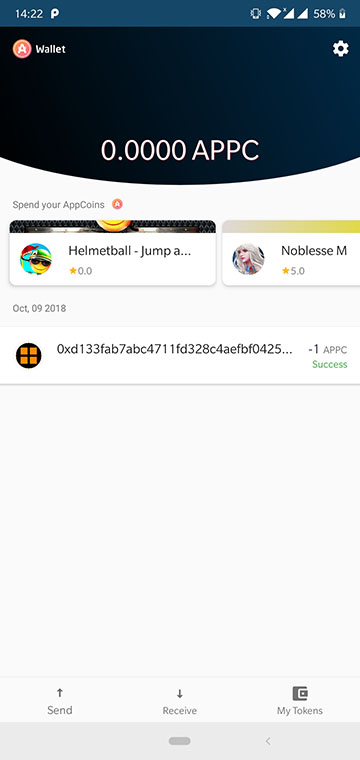 14:22
58%
Wallet
0.0000 APPC
Spend your AppCoins
Helmetball - Jump a...
0.0
Noblesse M
5.0
Oct, 09 2018
0xd133fab7abc4711fd328c4aefbf0425...
-1 APPC
Success
Send
Receive
My Tokens